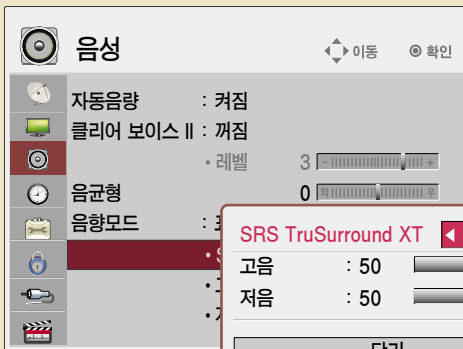 음성
이동 확인
자동음량 : 켜짐
클리어 보이스 II : 꺼짐
• 레벨 3 - +
음균형 0 좌 우
음향모드 :
SRS TruSurround XT
고음 : 50
저음 : 50